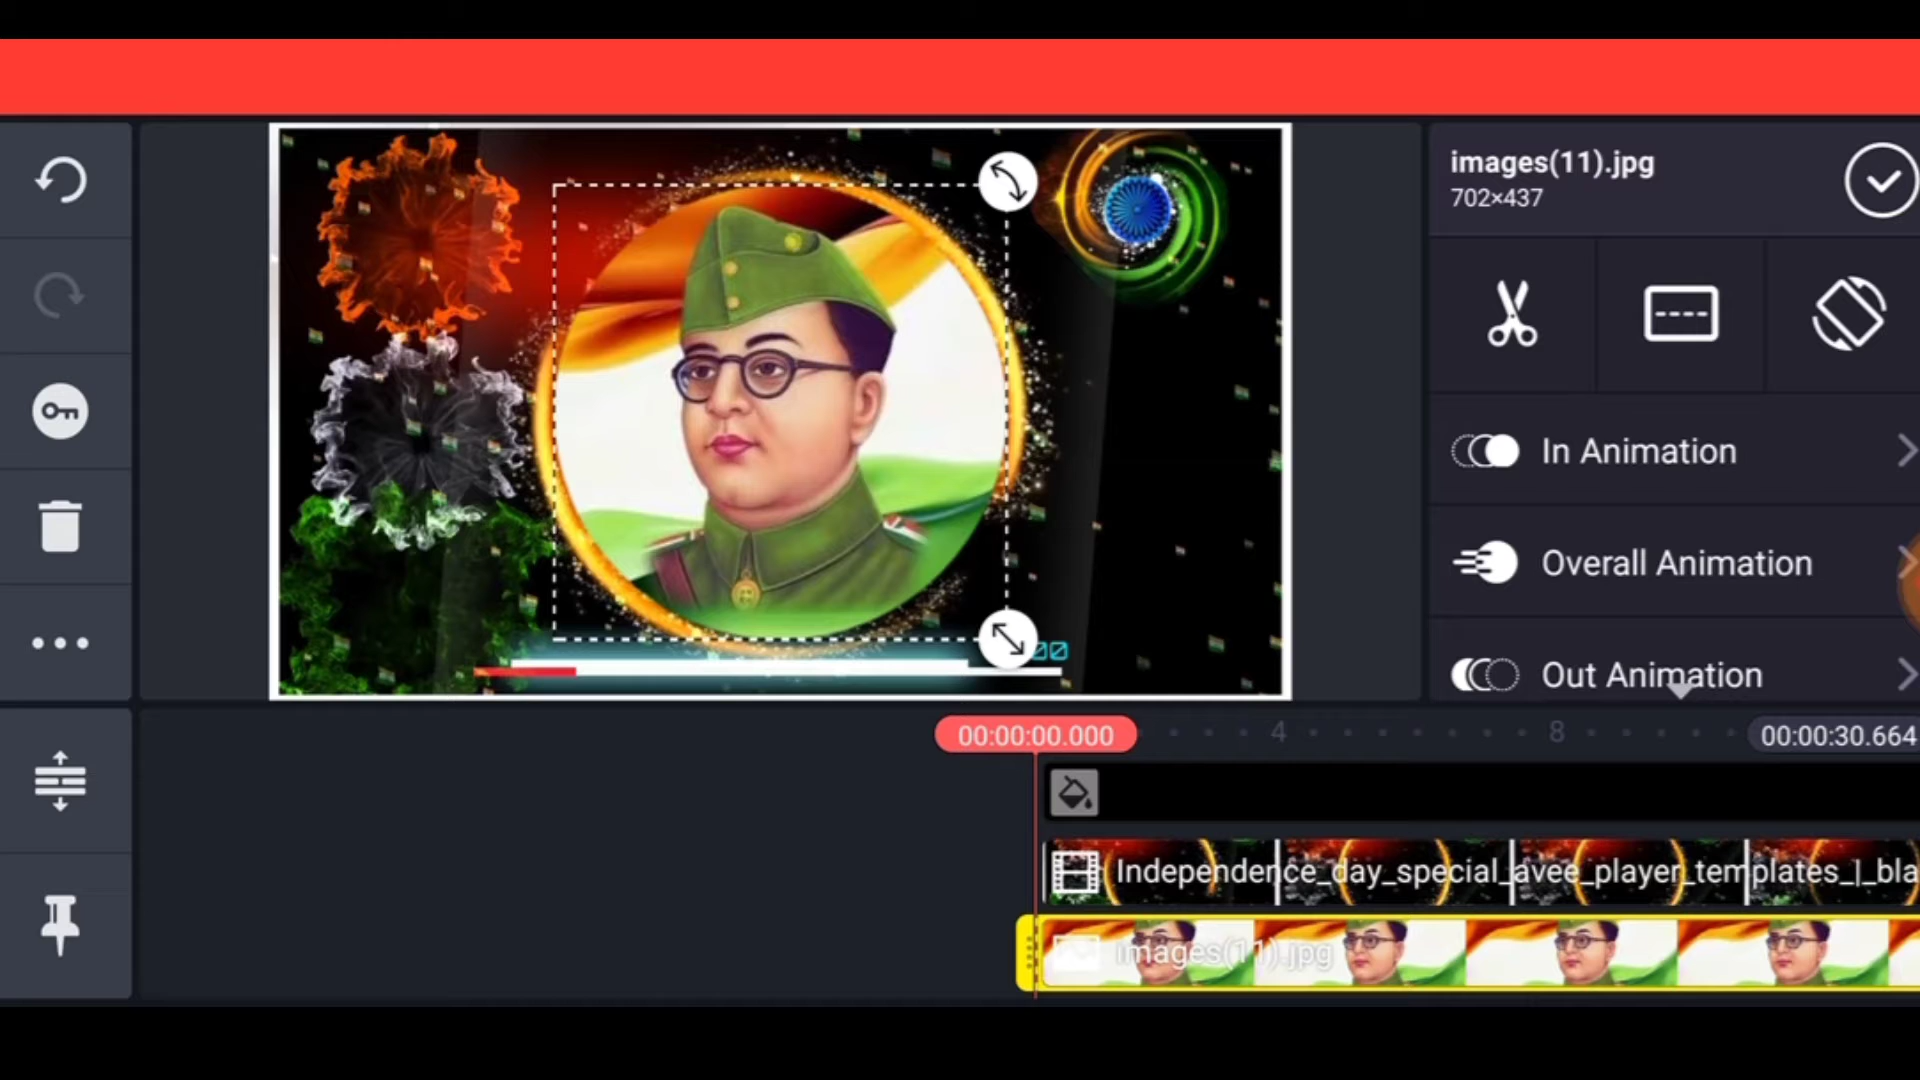 images(11).jpg
702×437
In Animation
Overall Animation
Out Animation
00:00:00.000
4
8
00:00:30.664
Independence_day_special_avee_player_templates_|_bla
images(11).jpg